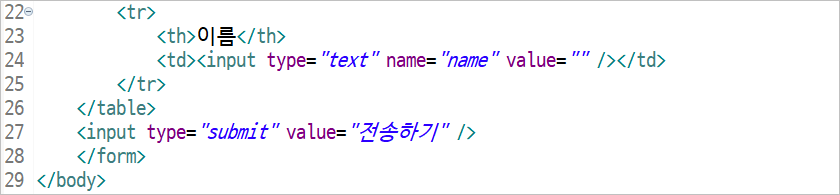 22 <tr>
23 <th>이름</th>
24 <td><input type="text" name="name" value="" /></td>
25 </tr>
26 </table>
27 <input type="submit" value="전송하기" />
28 </form>
29 </body>